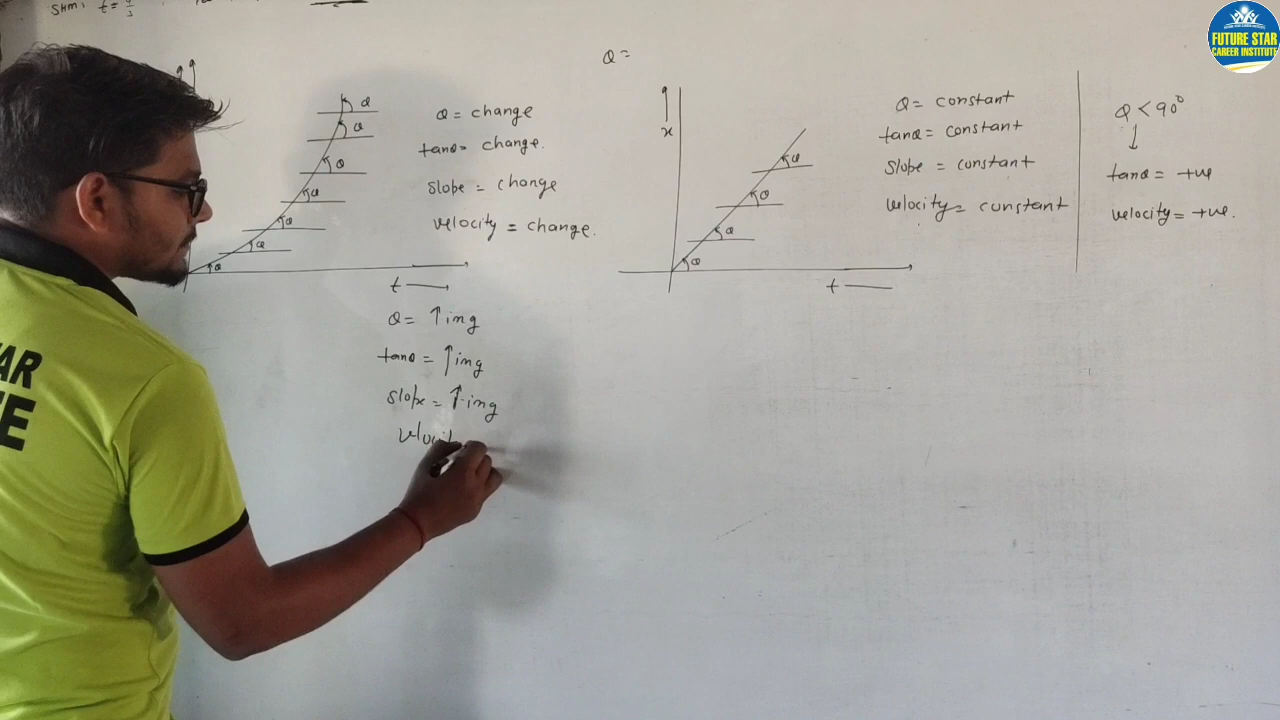 SHM, t =
θ =
FUTURE STAR
CAREER INSTITUTE
θ
θ
θ
θ
θ
θ
θ
θ = change
tanθ = change.
slope = change
velocity = change.
t
θ = ↑ing
tanθ = ↑ing
slope = ↑ing
x
θ
θ
θ
θ
t
θ = constant
tanθ = constant
slope = constant
velocity = constant
θ < 90°
↓
tanθ = +ve
velocity = +ve.
AR
E